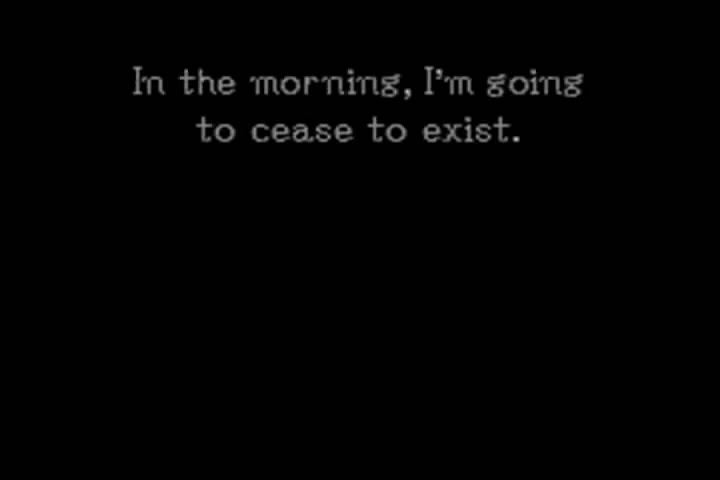 In the morning, I'm going
to cease to exist.